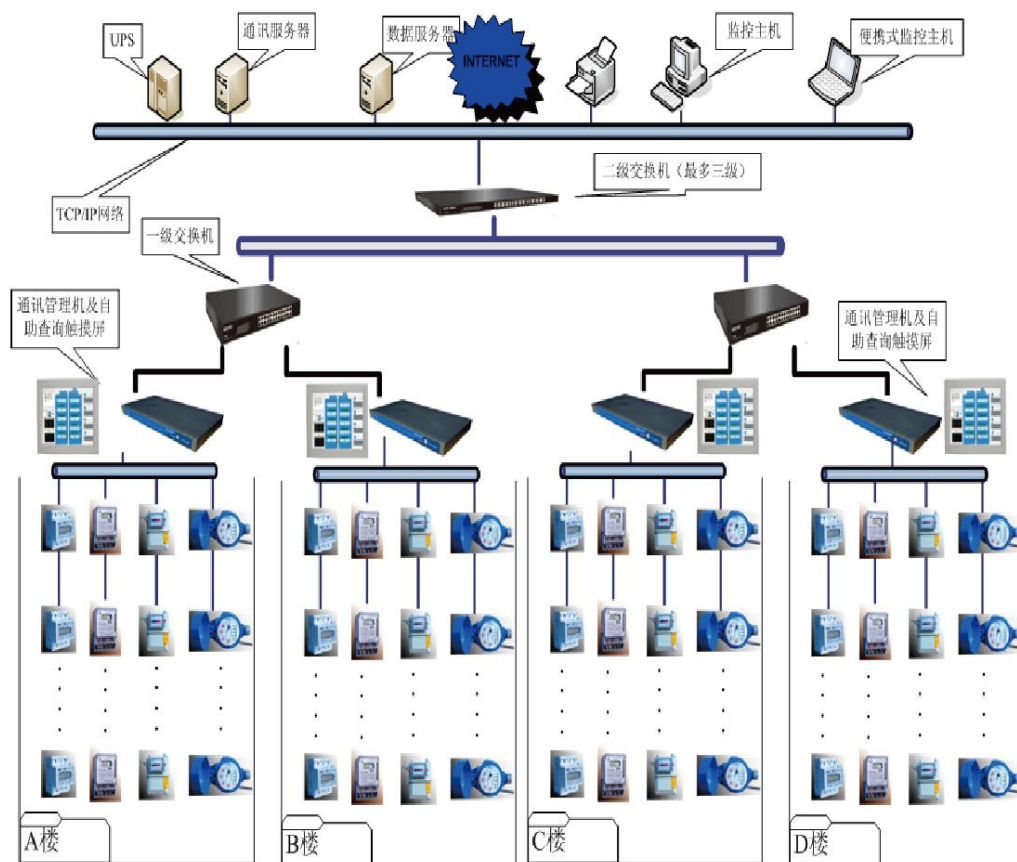 UPS
通讯服务器
数据服务器
INTERNET
监控主机
便携式监控主机
二级交换机（最多三级）
TCP/IP网络
一级交换机
通讯管理机及自
助查询触摸屏
通讯管理机及自
助查询触摸屏
A楼
B楼
C楼
D楼